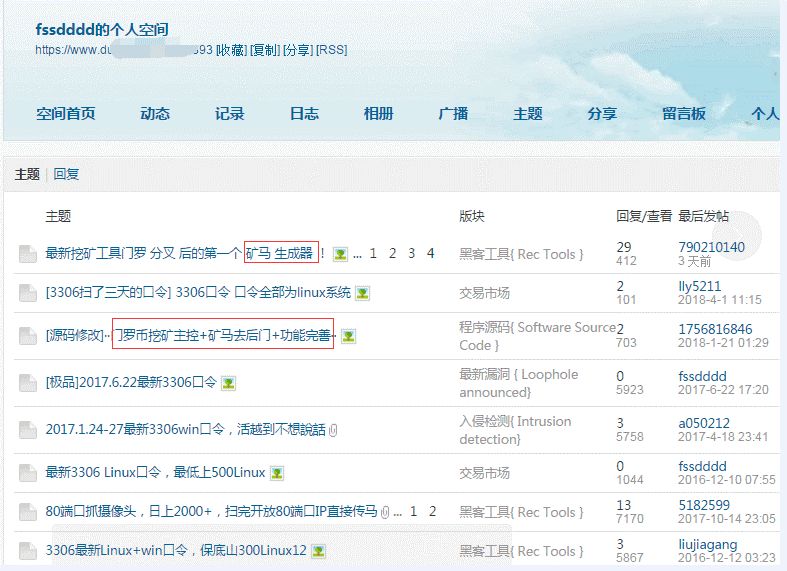 fssdddd的个人空间
https://www.du 593 [收藏] [复制] [分享] [RSS]
空间首页 动态 记录 日志 相册 广播 主题 分享 留言板 个人
主题 | 回复
主题 版块 回复/查看 最后发帖
最新挖矿工具门罗 分叉 后的第一个 矿马 生成器 ! ... 1 2 3 4 黑客工具{ Rec Tools } 29 790210140
412 3 天前
[3306扫了三天的口令] 3306口令 口令全部为linux系统 交易市场 2 lly5211
101 2018-4-1 11:15
[源码修改]··门罗币挖矿主控+矿马去后门+功能完善·· 程序源码{ Software Source Code } 2 1756816846
703 2018-1-21 01:29
[极品]2017.6.22最新3306口令 最新漏洞 { Loophole announced} 0 fssdddd
5923 2017-6-22 17:20
2017.1.24-27最新3306win口令，活越到不想說話 入侵检测{ Intrusion detection} 3 a050212
5758 2017-4-18 23:41
最新3306 Linux口令，最低上500Linux 交易市场 0 fssdddd
1044 2016-12-10 07:55
80端口抓摄像头，日上2000+，扫完开放80端口IP直接传马 ... 1 2 黑客工具{ Rec Tools } 13 5182599
7170 2017-10-14 23:05
3306最新Linux+win口令，保底山300Linux12 黑客工具{ Rec Tools } 3 liujiagang
5867 2016-12-12 03:23